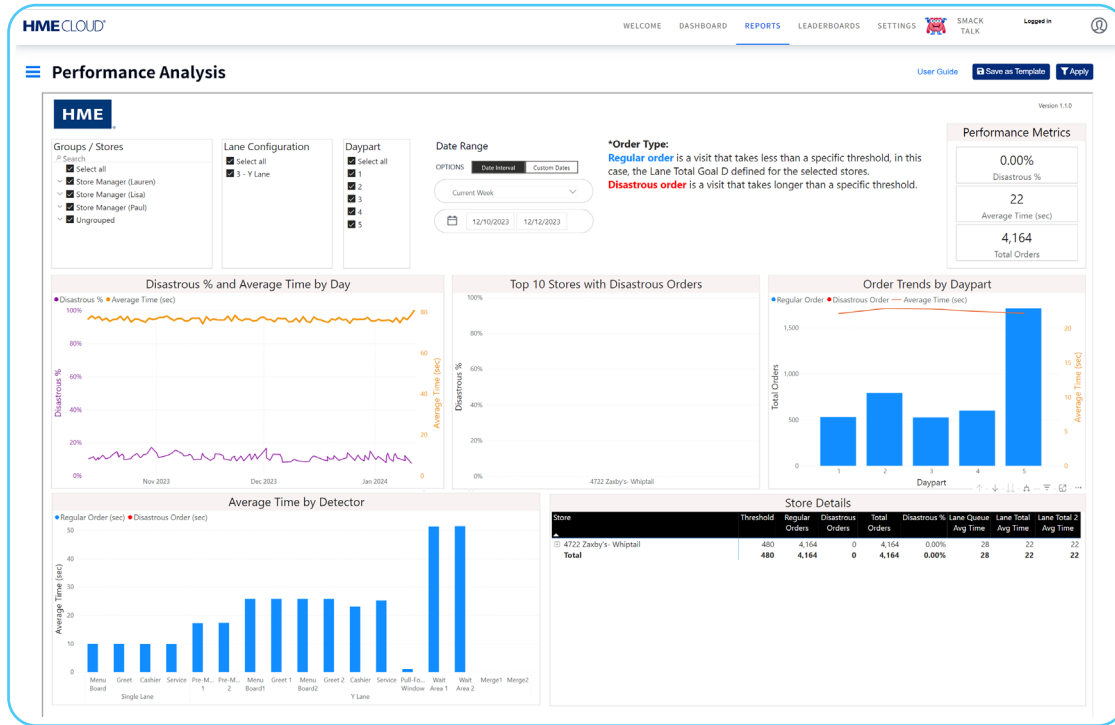 HME CLOUD®
WELCOME DASHBOARD REPORTS LEADERBOARDS SETTINGS SMACK TALK Logged in
Performance Analysis
User Guide Save as Template Apply
HME
Version 1.1.0
Groups / Stores
Search
Select all
Store Manager (Lauren)
Store Manager (Lisa)
Store Manager (Paul)
Ungrouped
Lane Configuration
Select all
3 - Y Lane
Daypart
Select all
1
2
3
4
5
Date Range
OPTIONS Date Interval Custom Dates
Current Week
12/10/2023 12/12/2023
*Order Type:
Regular order is a visit that takes less than a specific threshold, in this
case, the Lane Total Goal D defined for the selected stores.
Disastrous order is a visit that takes longer than a specific threshold.
Performance Metrics
0.00%
Disastrous %
22
Average Time (sec)
4,164
Total Orders
Disastrous % and Average Time by Day
Disastrous % Average Time (sec)
100%
80%
60%
40%
20%
0%
Disastrous %
80
60
40
20
0
Average Time (sec)
Nov 2023 Dec 2023 Jan 2024
Top 10 Stores with Disastrous Orders
100%
80%
60%
40%
20%
0%
Disastrous %
4722 Zaxby's- Whiptail
Order Trends by Daypart
Regular Order Disastrous Order Average Time (sec)
1,500
1,000
500
0
Total Orders
20
15
10
5
0
Average Time (sec)
1 2 3 4 5
Daypart
Average Time by Detector
Regular Order (sec) Disastrous Order (sec)
50
40
30
20
10
0
Average Time (sec)
Menu Board Greet Cashier Service Pre-M... 1 Pre-M... 2 Menu Board1 Greet 1 Menu Board2 Greet 2 Cashier Service Pull-Fo... Window Wait Area 1 Wait Area 2 Merge1 Merge2
Single Lane Y Lane
Store Details
Store Threshold Regular Orders Disastrous Orders Total Orders Disastrous % Lane Queue Avg Time Lane Total Avg Time Lane Total 2 Avg Time
4722 Zaxby's- Whiptail 480 4,164 0 4,164 0.00% 28 22 22
Total 480 4,164 0 4,164 0.00% 28 22 22